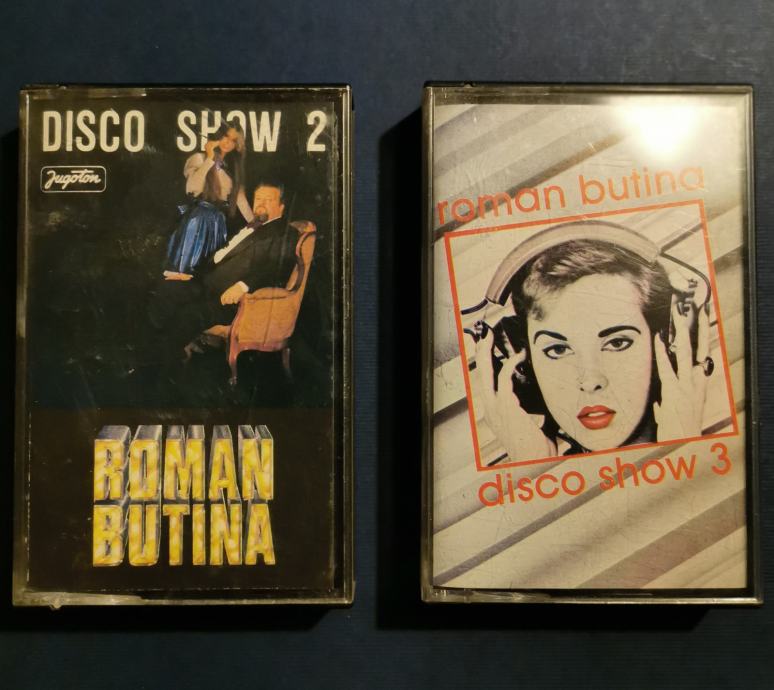 DISCO SHOW 2
Jugoton
ROMAN
BUTINA
roman butina
disco show 3